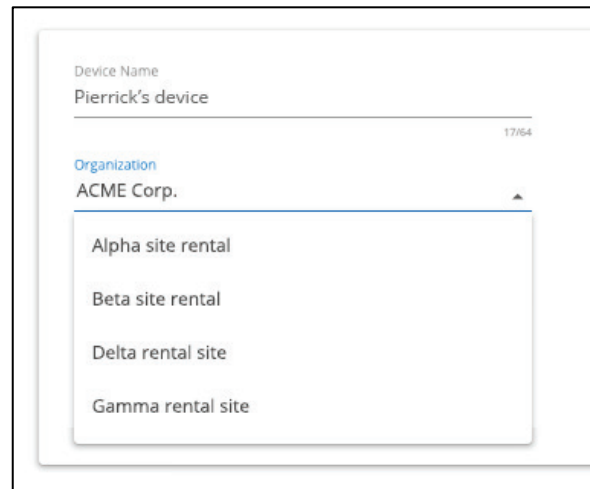 Device Name
Pierrick’s device
17/64
Organization
ACME Corp.
Alpha site rental
Beta site rental
Delta rental site
Gamma rental site